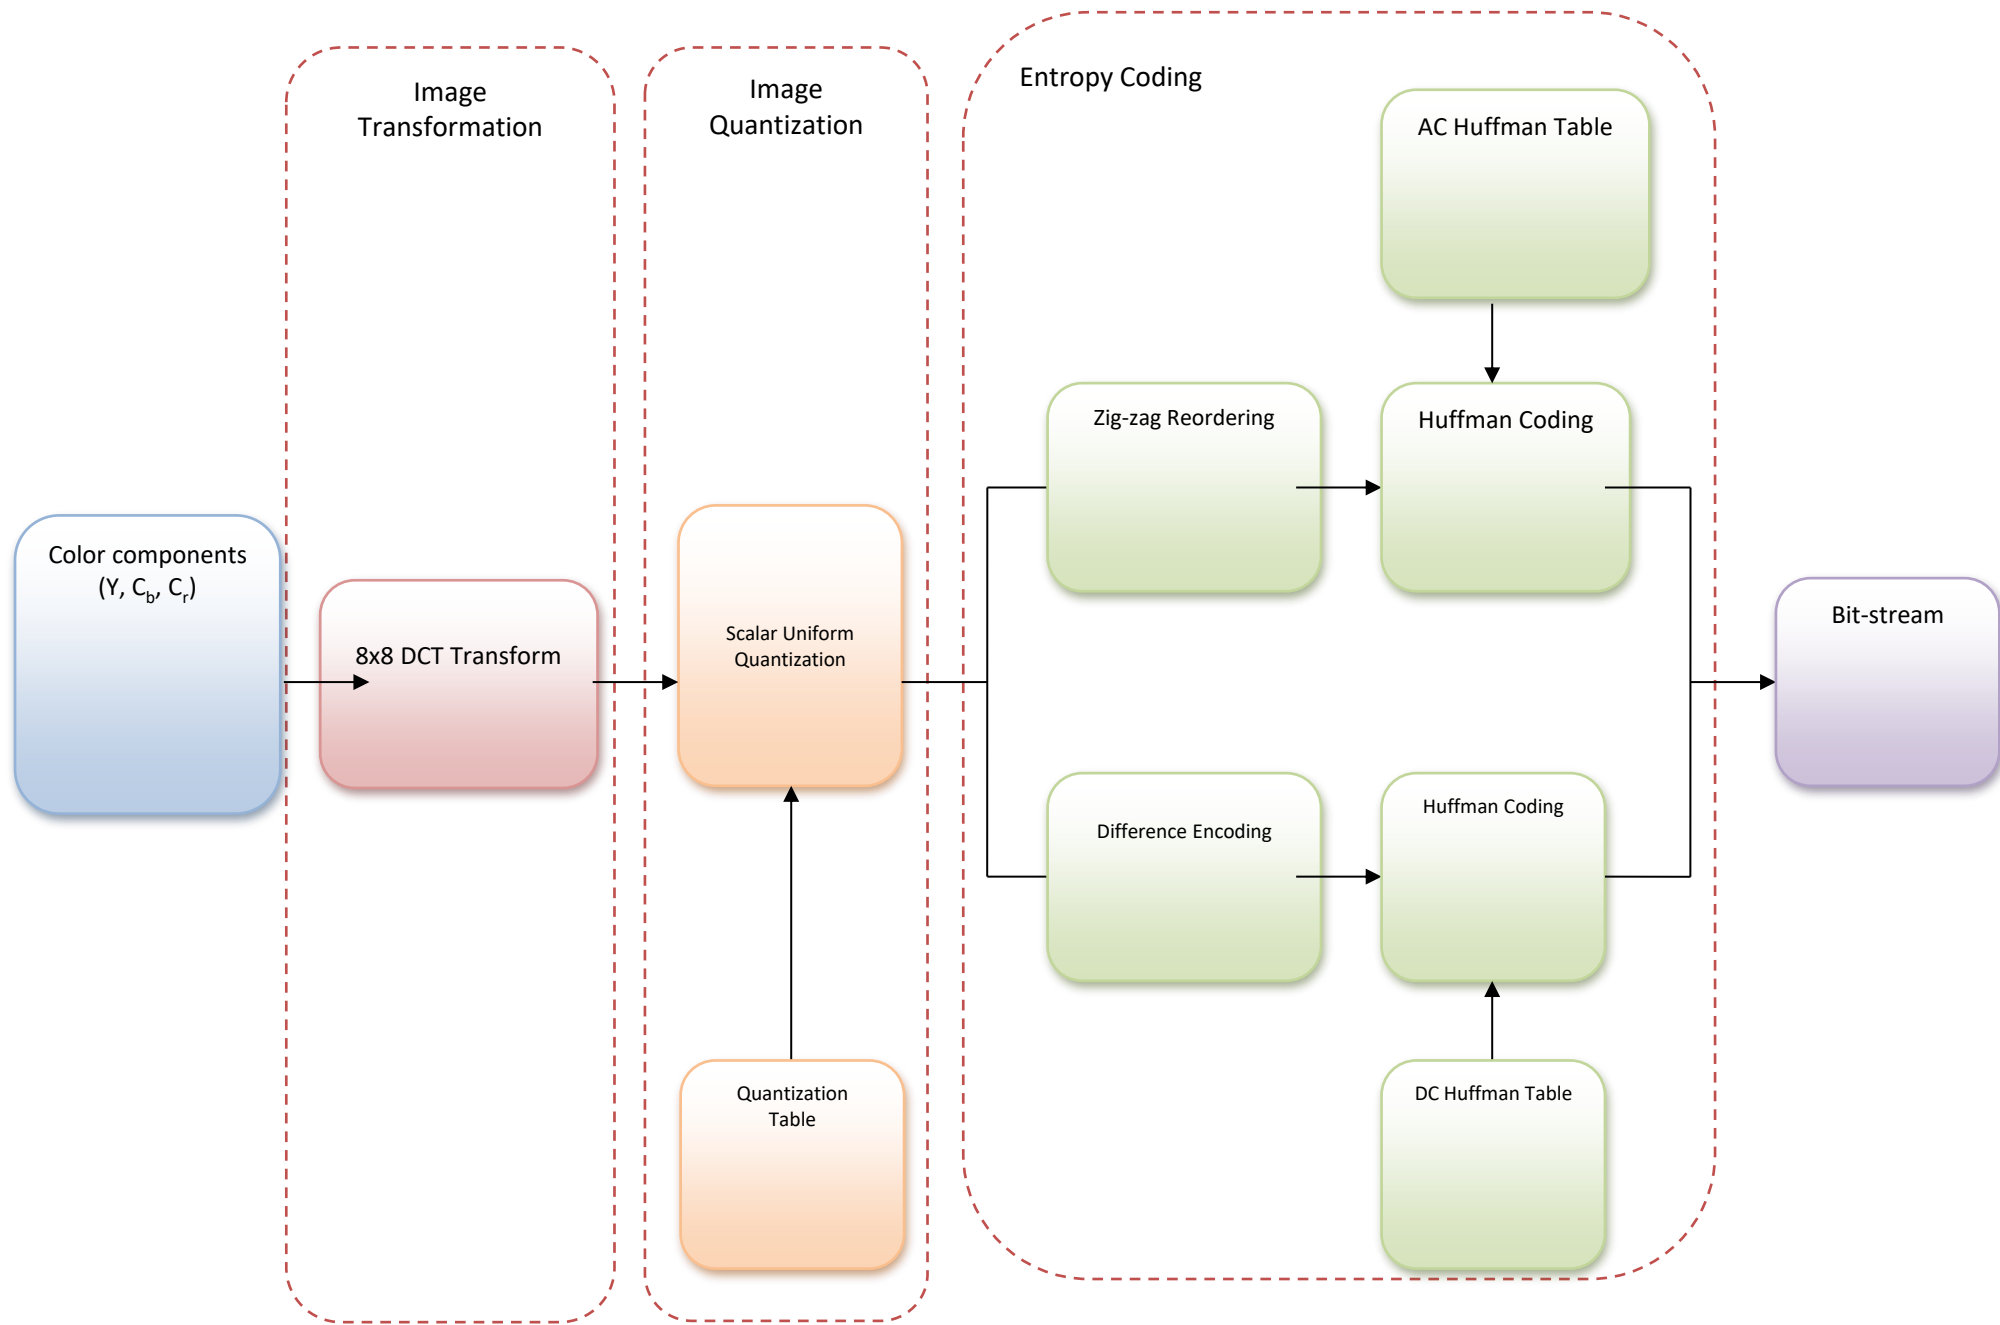 Image
Transformation
Image
Quantization
Entropy Coding
AC Huffman Table
Zig-zag Reordering
Huffman Coding
Color components
(Y, Cb, Cr)
8x8 DCT Transform
Scalar Uniform
Quantization
Bit-stream
Difference Encoding
Huffman Coding
Quantization
Table
DC Huffman Table